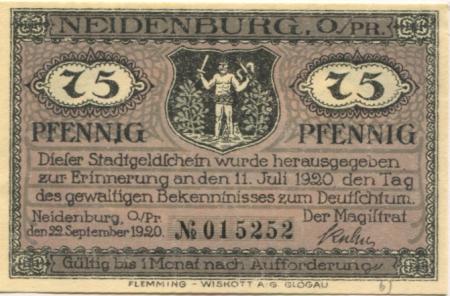 NEIDENBURG, O/PR.
75 75
PFENNIG PFENNIG
Dieser Stadtgeldschein wurde herausgegeben
zur Erinnerung an den 11. Juli 1920 den Tag
des gewaltigen Bekenntnisses zum Deutschtum.
Neidenburg, O/Pr. Der Magistrat
den 22. September 1920. № 015252
Gültig bis 1 Monat nach Aufforderung
FLEMMING - WISKOTT A.G. GLOGAU